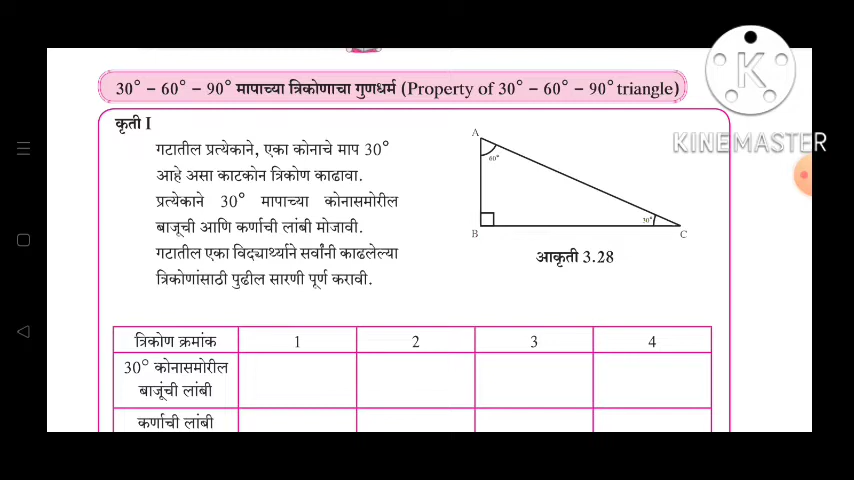 30° – 60° – 90° मापाच्या त्रिकोणाचा गुणधर्म (Property of 30° – 60° – 90° triangle)
कृती I
गटातील प्रत्येकाने, एका कोनाचे माप 30°
आहे असा काटकोन त्रिकोण काढावा.
प्रत्येकाने 30° मापाच्या कोनासमोरील
बाजूची आणि कर्णाची लांबी मोजावी.
गटातील एका विद्यार्थ्याने सर्वांनी काढलेल्या
त्रिकोणांसाठी पुढील सारणी पूर्ण करावी.
A
60°
B
30°
C
आकृती 3.28
K
KINEMASTER
त्रिकोण क्रमांक 1 2 3 4
30° कोनासमोरील
बाजूंची लांबी
कर्णाची लांबी